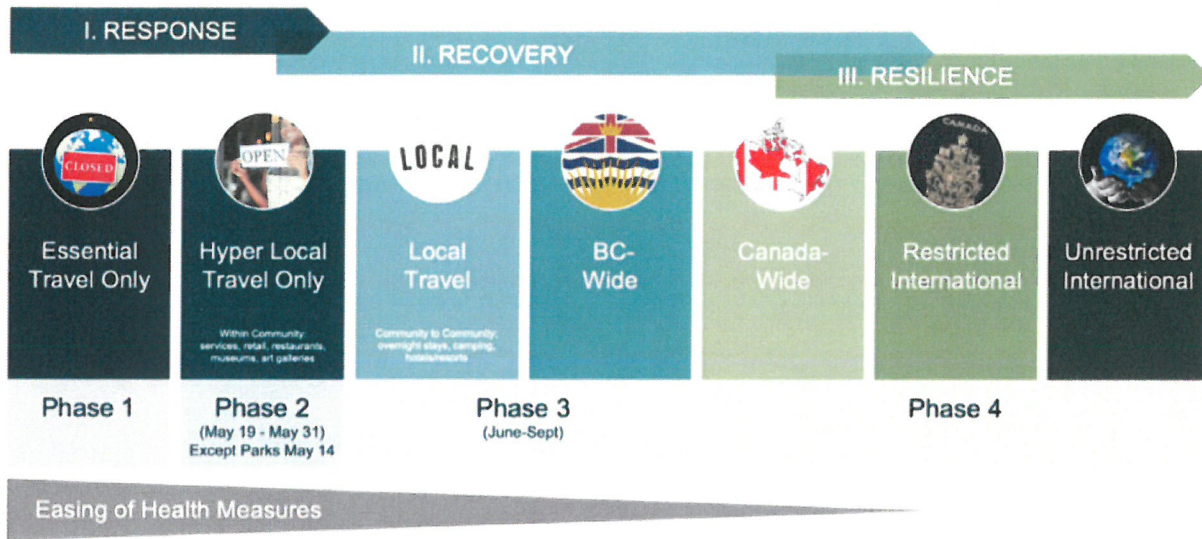 I. RESPONSE
II. RECOVERY
III. RESILIENCE
CLOSED
OPEN
LOCAL
CANADA
Essential
Travel Only
Hyper Local
Travel Only
Within Community:
services, retail, restaurants,
museums, art galleries
Local
Travel
Community to Community:
overnight stays, camping,
hotels/resorts
BC-
Wide
Canada-
Wide
Restricted
International
Unrestricted
International
Phase 1
Phase 2
(May 19 - May 31)
Except Parks May 14
Phase 3
(June-Sept)
Phase 4
Easing of Health Measures